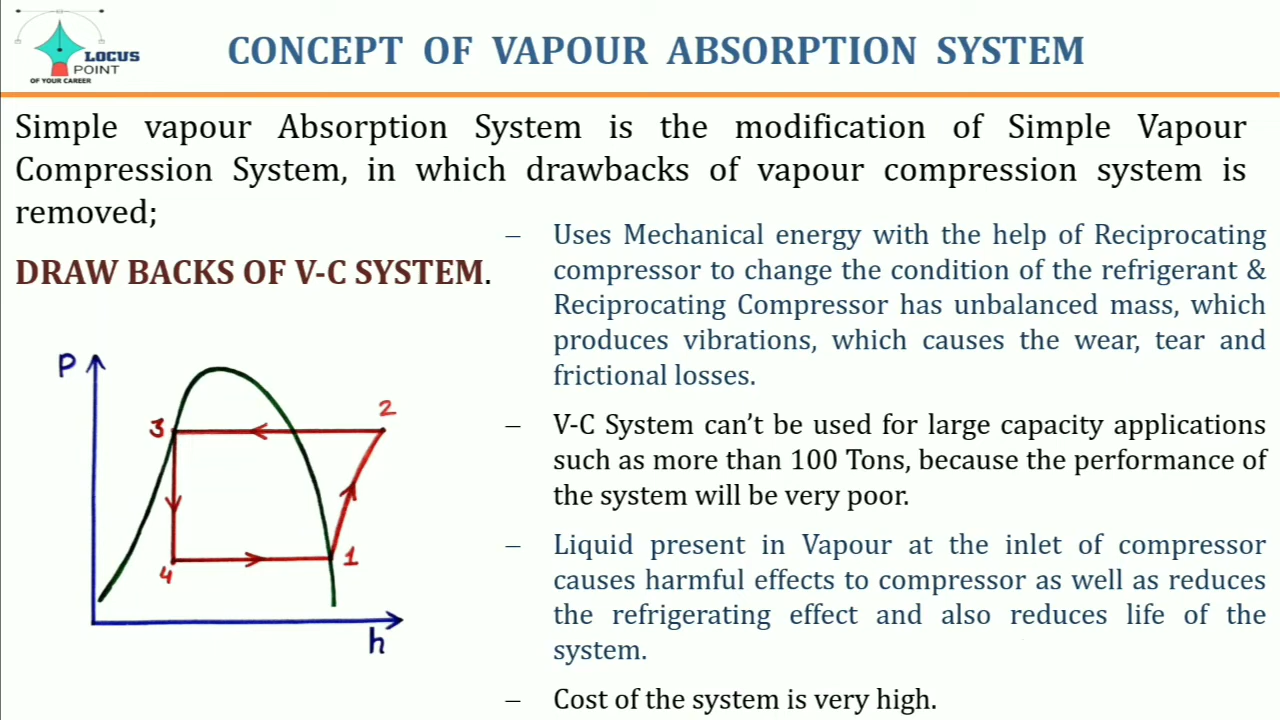 LOCUS
POINT
OF YOUR CAREER
CONCEPT OF VAPOUR ABSORPTION SYSTEM
Simple vapour Absorption System is the modification of Simple Vapour
Compression System, in which drawbacks of vapour compression system is
removed;
DRAW BACKS OF V-C SYSTEM.
P
3
2
4
1
h
– Uses Mechanical energy with the help of Reciprocating
compressor to change the condition of the refrigerant &
Reciprocating Compressor has unbalanced mass, which
produces vibrations, which causes the wear, tear and
frictional losses.
– V-C System can't be used for large capacity applications
such as more than 100 Tons, because the performance of
the system will be very poor.
– Liquid present in Vapour at the inlet of compressor
causes harmful effects to compressor as well as reduces
the refrigerating effect and also reduces life of the
system.
– Cost of the system is very high.